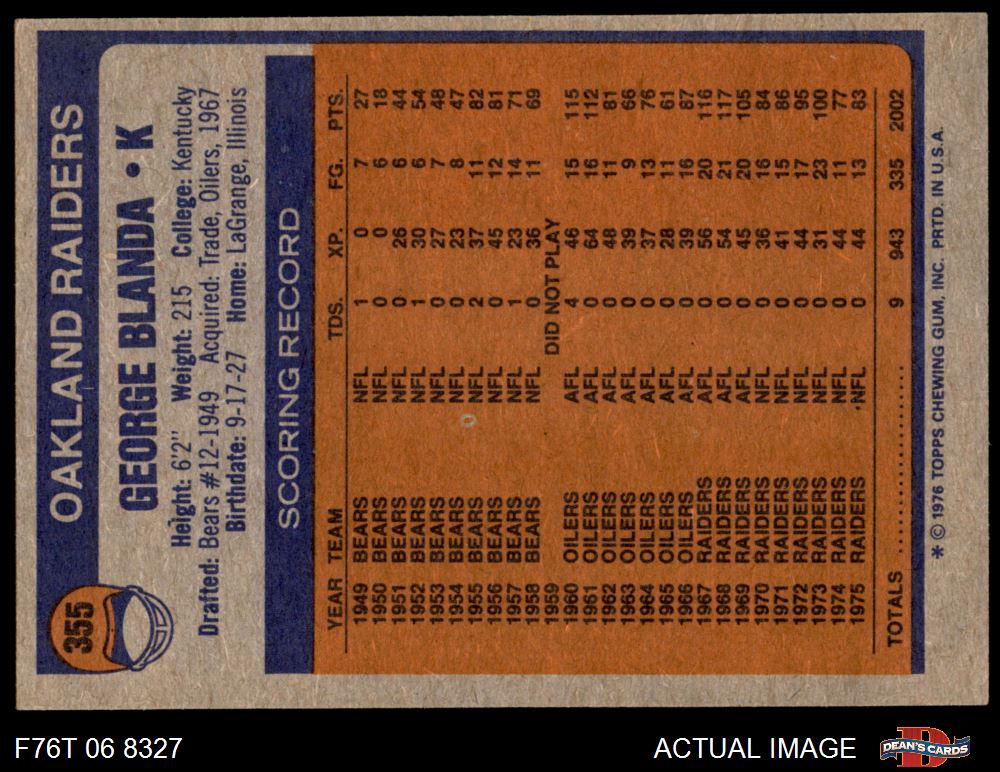 355
OAKLAND RAIDERS
GEORGE BLANDA • K
Height: 6'2" Weight: 215 College: Kentucky
Drafted: Bears #12-1949 Acquired: Trade, Oilers, 1967
Birthdate: 9-17-27 Home: LaGrange, Illinois
SCORING RECORD
YEAR TEAM TDS. XP. FG. PTS.
1949 BEARS NFL 1 0 7 27
1950 BEARS NFL 0 0 6 18
1951 BEARS NFL 0 26 6 44
1952 BEARS NFL 1 30 6 54
1953 BEARS NFL 0 27 7 48
1954 BEARS NFL 0 23 8 47
1955 BEARS NFL 2 37 11 82
1956 BEARS NFL 0 45 12 81
1957 BEARS NFL 1 23 14 71
1958 BEARS NFL 0 36 11 69
1959 DID NOT PLAY
1960 OILERS AFL 4 46 15 115
1961 OILERS AFL 0 64 16 112
1962 OILERS AFL 0 48 11 81
1963 OILERS AFL 0 39 9 66
1964 OILERS AFL 0 37 13 76
1965 OILERS AFL 0 28 11 61
1966 OILERS AFL 0 39 16 87
1967 RAIDERS AFL 0 56 20 116
1968 RAIDERS AFL 0 54 21 117
1969 RAIDERS AFL 0 45 20 105
1970 RAIDERS NFL 0 36 16 84
1971 RAIDERS NFL 0 41 15 86
1972 RAIDERS NFL 0 44 17 95
1973 RAIDERS NFL 0 31 23 100
1974 RAIDERS NFL 0 44 11 77
1975 RAIDERS NFL 0 44 13 83
TOTALS .......... 9 943 335 2002
* © 1976 TOPPS CHEWING GUM, INC. PRTD. IN U.S.A.
F76T 06 8327
ACTUAL IMAGE
DEAN'S CARDS